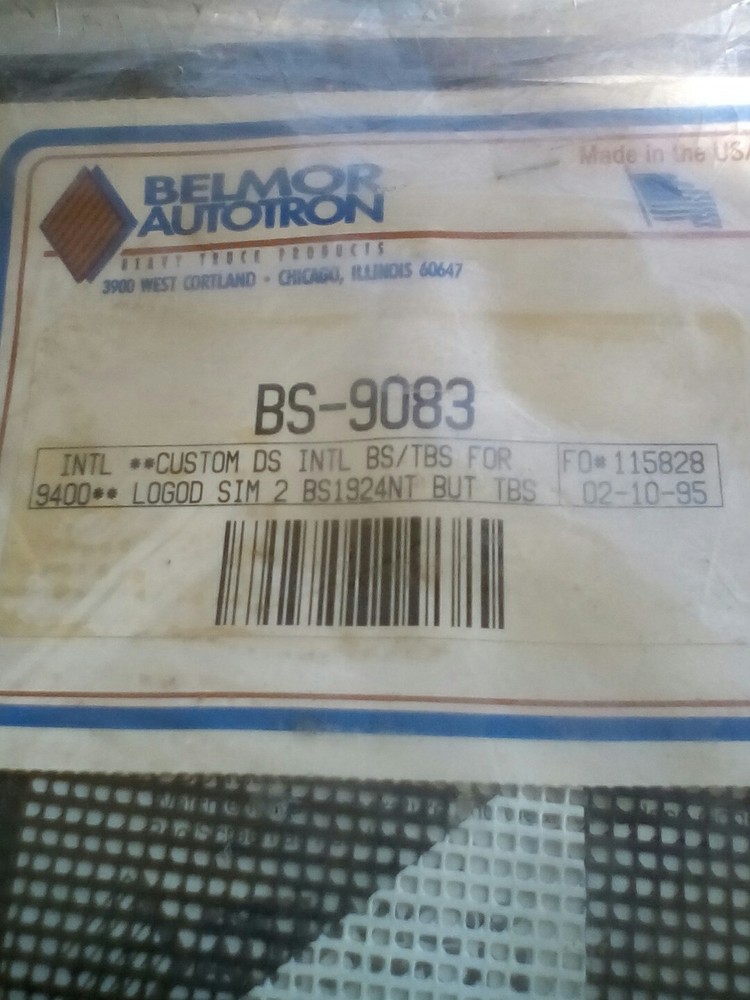 Made in the USA
BELMOR
AUTOTRON
HEAVY TRUCK PRODUCTS
3900 WEST CORTLAND - CHICAGO, ILLINOIS 60647
BS-9083
INTL **CUSTOM DS INTL BS/TBS FOR FO# 115828
9400** LOGOD SIM 2 BS1924NT BUT TBS 02-10-95